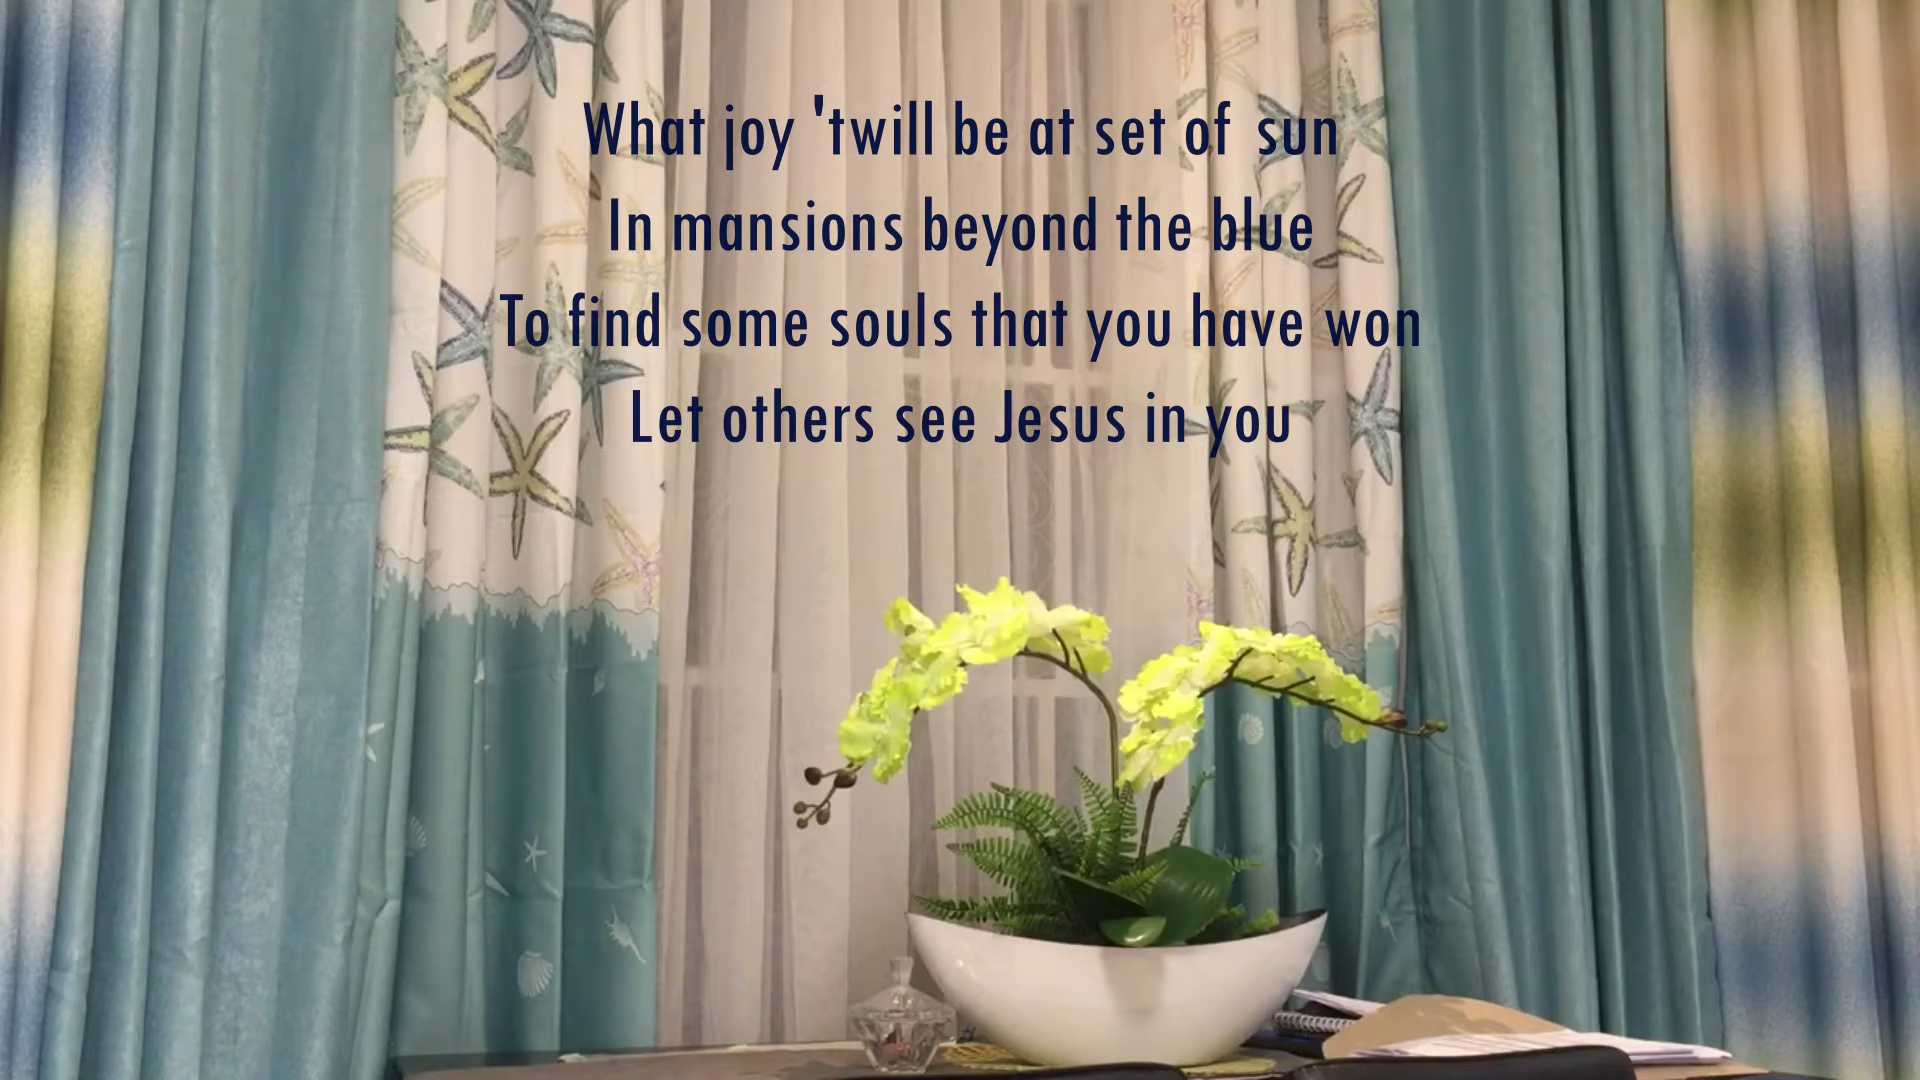 What joy 'twill be at set of sun
In mansions beyond the blue
To find some souls that you have won
Let others see Jesus in you